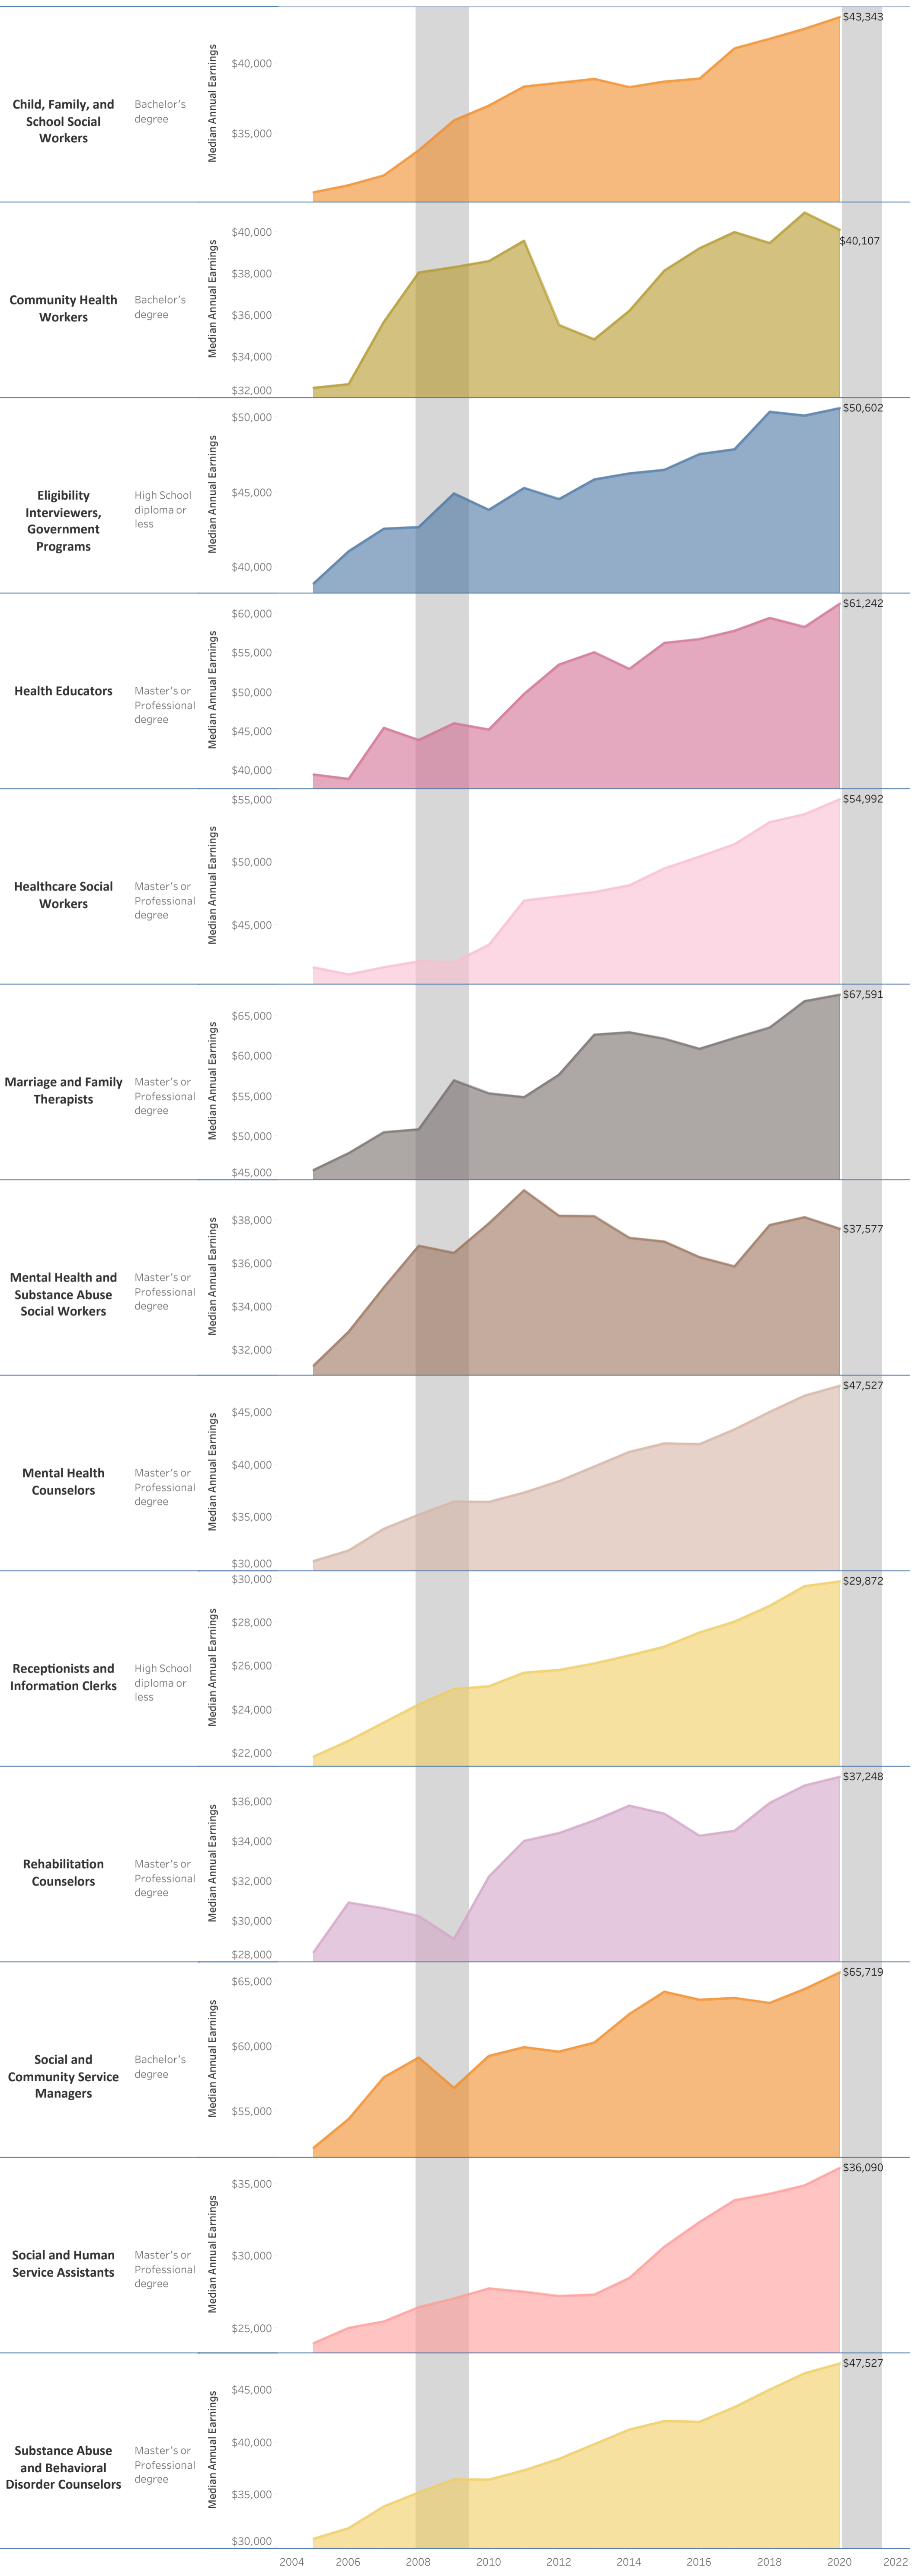 $43,343
$40,000
$35,000
Median Annual Earnings
Child, Family, and
School Social
Workers
Bachelor's
degree
$40,000
$38,000
$36,000
$34,000
$32,000
$40,107
Median Annual Earnings
Community Health
Workers
Bachelor's
degree
$50,602
$50,000
$45,000
$40,000
Median Annual Earnings
Eligibility
Interviewers,
Government
Programs
High School
diploma or
less
$61,242
$60,000
$55,000
$50,000
$45,000
$40,000
Median Annual Earnings
Health Educators
Master's or
Professional
degree
$54,992
$55,000
$50,000
$45,000
Median Annual Earnings
Healthcare Social
Workers
Master's or
Professional
degree
$67,591
$65,000
$60,000
$55,000
$50,000
$45,000
Median Annual Earnings
Marriage and Family
Therapists
Master's or
Professional
degree
$38,000
$36,000
$34,000
$32,000
$37,577
Median Annual Earnings
Mental Health and
Substance Abuse
Social Workers
Master's or
Professional
degree
$47,527
$45,000
$40,000
$35,000
$30,000
Median Annual Earnings
Mental Health
Counselors
Master's or
Professional
degree
$30,000
$29,872
$28,000
$26,000
$24,000
$22,000
Median Annual Earnings
Receptionists and
Information Clerks
High School
diploma or
less
$37,248
$36,000
$34,000
$32,000
$30,000
$28,000
Median Annual Earnings
Rehabilitation
Counselors
Master's or
Professional
degree
$65,719
$65,000
$60,000
$55,000
Median Annual Earnings
Social and
Community Service
Managers
Bachelor's
degree
$36,090
$35,000
$30,000
$25,000
Median Annual Earnings
Social and Human
Service Assistants
Master's or
Professional
degree
$47,527
$45,000
$40,000
$35,000
$30,000
Median Annual Earnings
Substance Abuse
and Behavioral
Disorder Counselors
Master's or
Professional
degree
2004 2006 2008 2010 2012 2014 2016 2018 2020 2022